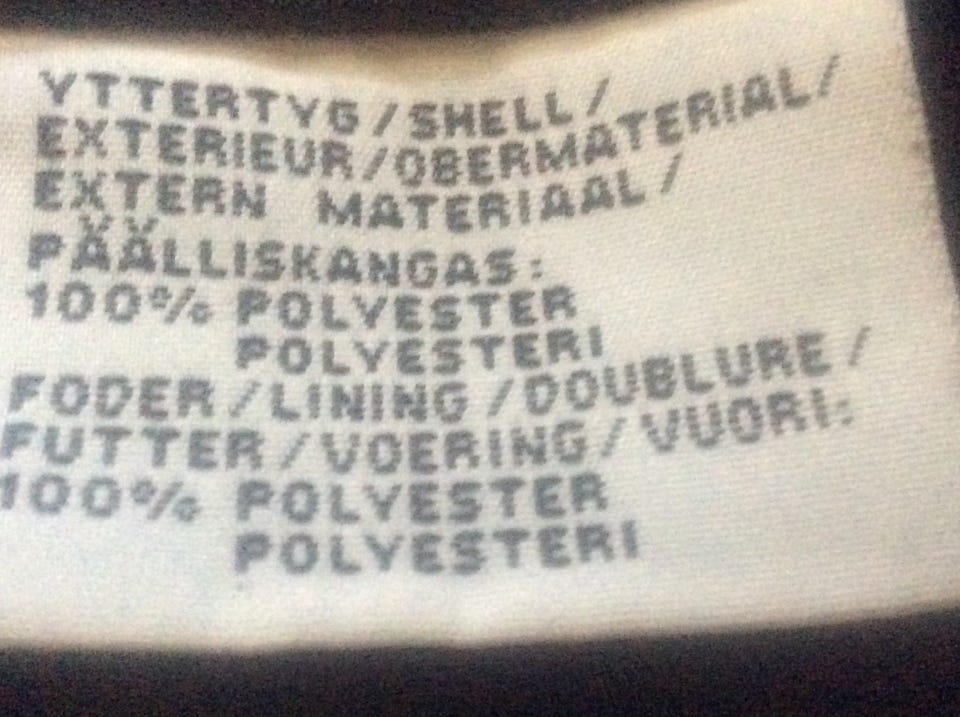 YTTERTYG/SHELL/
EXTERIEUR/OBERMATERIAL/
EXTERN MATERIAAL/
PÄÄLLISKANGAS:
100% POLYESTER
POLYESTERI
FODER/LINING/DOUBLURE/
FUTTER/VOERING/VUORI:
100% POLYESTER
POLYESTERI